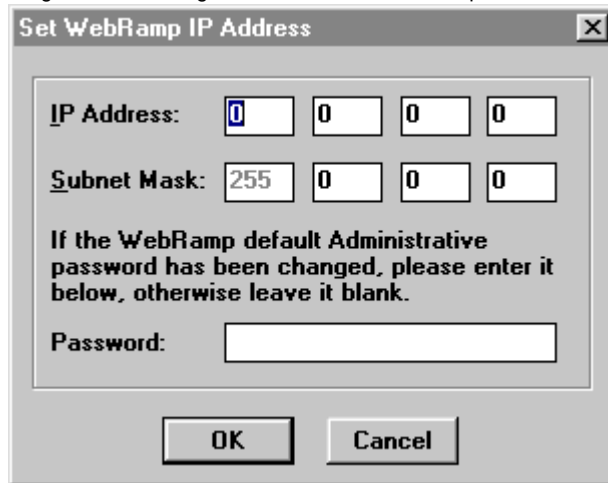 Set WebRamp IP Address
IP Address: 0 0 0 0
Subnet Mask: 255 0 0 0
If the WebRamp default Administrative
password has been changed, please enter it
below, otherwise leave it blank.
Password:
OK Cancel